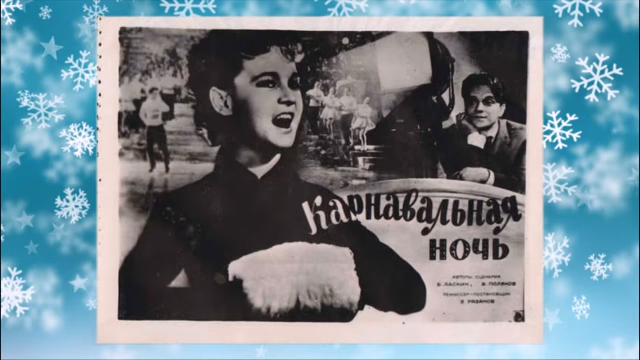 Карнавальная
ночь
АВТОРЫ СЦЕНАРИЯ
Б. ЛАСКИН, В. ПОЛЯКОВ
РЕЖИССЕР-ПОСТАНОВЩИК
Э. РЯЗАНОВ